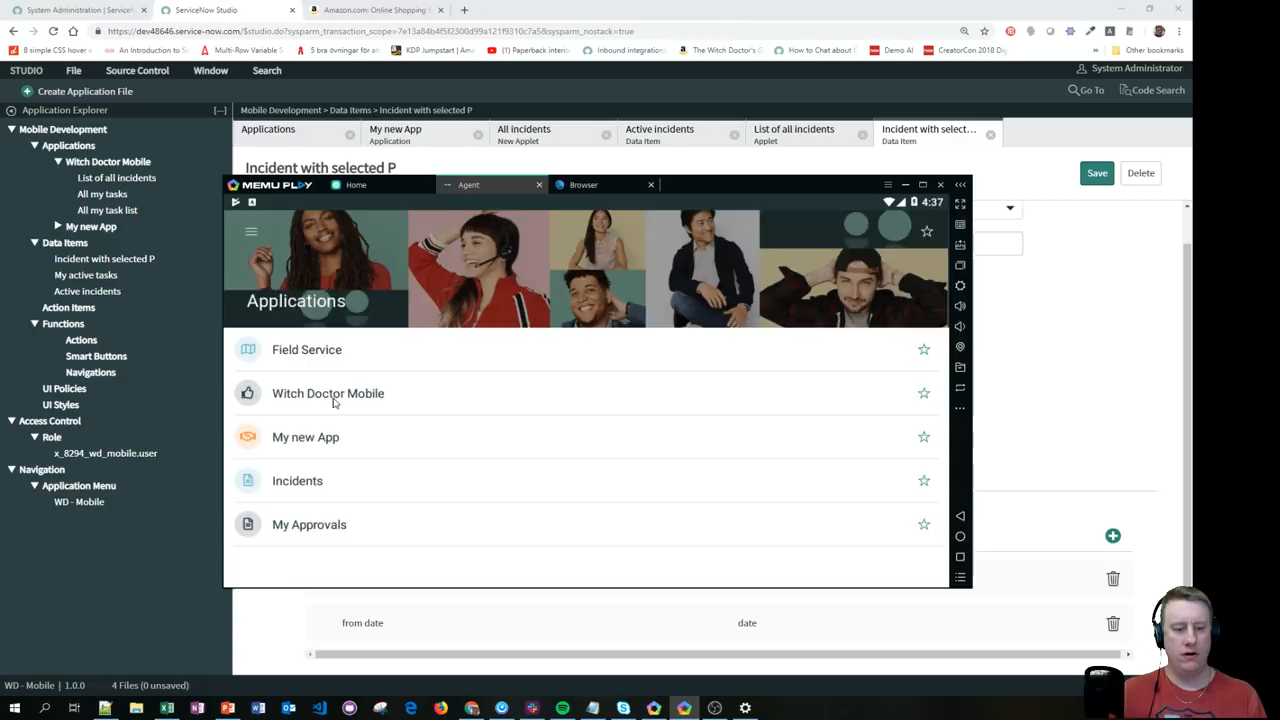 System Administration | ServiceN
ServiceNow Studio
Amazon.com: Online Shopping
https://dev48646.service-now.com/$studio.do?sysparm_transaction_scope=7e13a84b4f5f2300d99a121f9310c7a5&sysparm_nostack=true
8 simple CSS hover
An Introduction to S
Multi-Row Variable S
5 bra övningar för att
KDP Jumpstart | Ama
(1) Paperback interio
Inbound integrations
The Witch Doctor's G
How to Chat about C
Demo AI
CreatorCon 2018 Dig
Other bookmarks
STUDIO File Source Control Window Search
System Administrator
Create Application File
Go To Code Search
Application Explorer
Mobile Development > Data Items > Incident with selected P
Mobile Development
Applications
Witch Doctor Mobile
List of all incidents
All my tasks
All my task list
My new App
Data Items
Incident with selected P
My active tasks
Active incidents
Action Items
Functions
Actions
Smart Buttons
Navigations
UI Policies
UI Styles
Access Control
Role
x_8294_wd_mobile.user
Navigation
Application Menu
WD - Mobile
Applications
My new App
Application
All incidents
New Applet
Active incidents
Data Item
List of all incidents
Applet
Incident with select...
Data Item
Incident with selected P
Save
Delete
MEMU PLAY
Home
Agent
Browser
4:37
Applications
Field Service
Witch Doctor Mobile
My new App
Incidents
My Approvals
from date
date
WD - Mobile | 1.0.0 4 Files (0 unsaved)